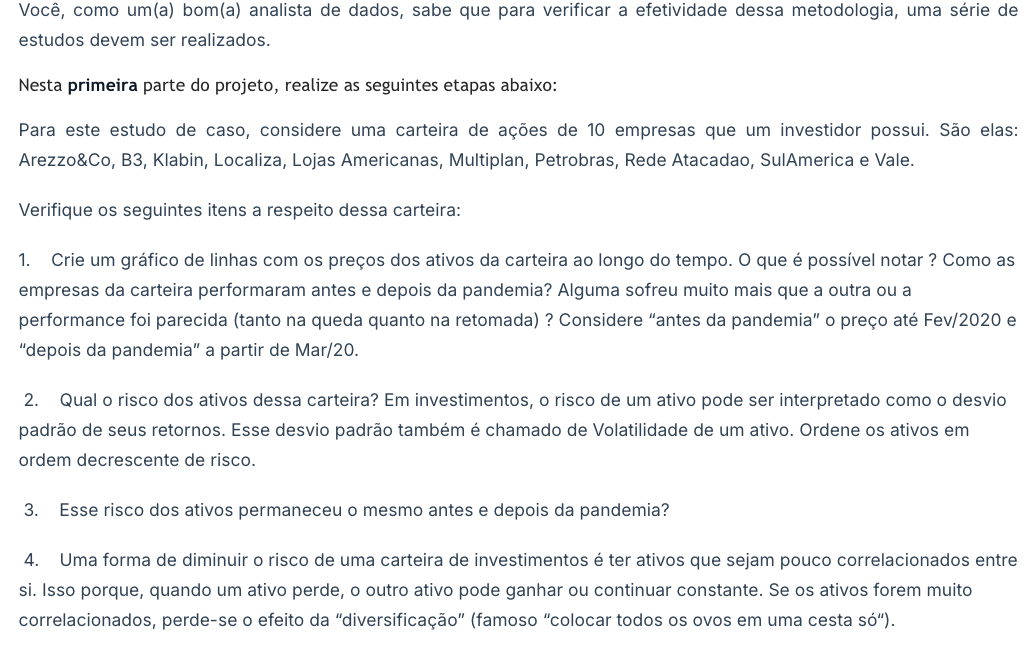 Você, como um(a) bom(a) analista de dados, sabe que para verificar a efetividade dessa metodologia, uma série de
estudos devem ser realizados.
Nesta primeira parte do projeto, realize as seguintes etapas abaixo:
Para este estudo de caso, considere uma carteira de ações de 10 empresas que um investidor possui. São elas:
Arezzo&Co, B3, Klabin, Localiza, Lojas Americanas, Multiplan, Petrobras, Rede Atacadao, SulAmerica e Vale.
Verifique os seguintes itens a respeito dessa carteira:
1. Crie um gráfico de linhas com os preços dos ativos da carteira ao longo do tempo. O que é possível notar ? Como as
empresas da carteira performaram antes e depois da pandemia? Alguma sofreu muito mais que a outra ou a
performance foi parecida (tanto na queda quanto na retomada) ? Considere “antes da pandemia” o preço até Fev/2020 e
“depois da pandemia” a partir de Mar/20.
2. Qual o risco dos ativos dessa carteira? Em investimentos, o risco de um ativo pode ser interpretado como o desvio
padrão de seus retornos. Esse desvio padrão também é chamado de Volatilidade de um ativo. Ordene os ativos em
ordem decrescente de risco.
3. Esse risco dos ativos permaneceu o mesmo antes e depois da pandemia?
4. Uma forma de diminuir o risco de uma carteira de investimentos é ter ativos que sejam pouco correlacionados entre
si. Isso porque, quando um ativo perde, o outro ativo pode ganhar ou continuar constante. Se os ativos forem muito
correlacionados, perde-se o efeito da “diversificação” (famoso “colocar todos os ovos em uma cesta só“).